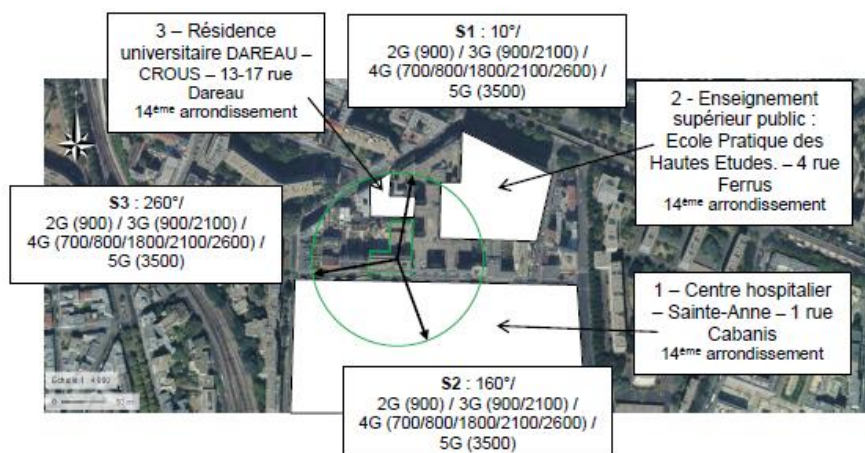 3 – Résidence
universitaire DAREAU –
CROUS – 13-17 rue
Dareau
14ème arrondissement
S1 : 10°/
2G (900) / 3G (900/2100) /
4G (700/800/1800/2100/2600) /
5G (3500)
2 - Enseignement
supérieur public :
Ecole Pratique des
Hautes Etudes. – 4 rue
Ferrus
14ème arrondissement
S3 : 260°/
2G (900) / 3G (900/2100) /
4G (700/800/1800/2100/2600) /
5G (3500)
1 – Centre hospitalier
– Sainte-Anne – 1 rue
Cabanis
14ème arrondissement
S2 : 160°/
2G (900) / 3G (900/2100) /
4G (700/800/1800/2100/2600) /
5G (3500)